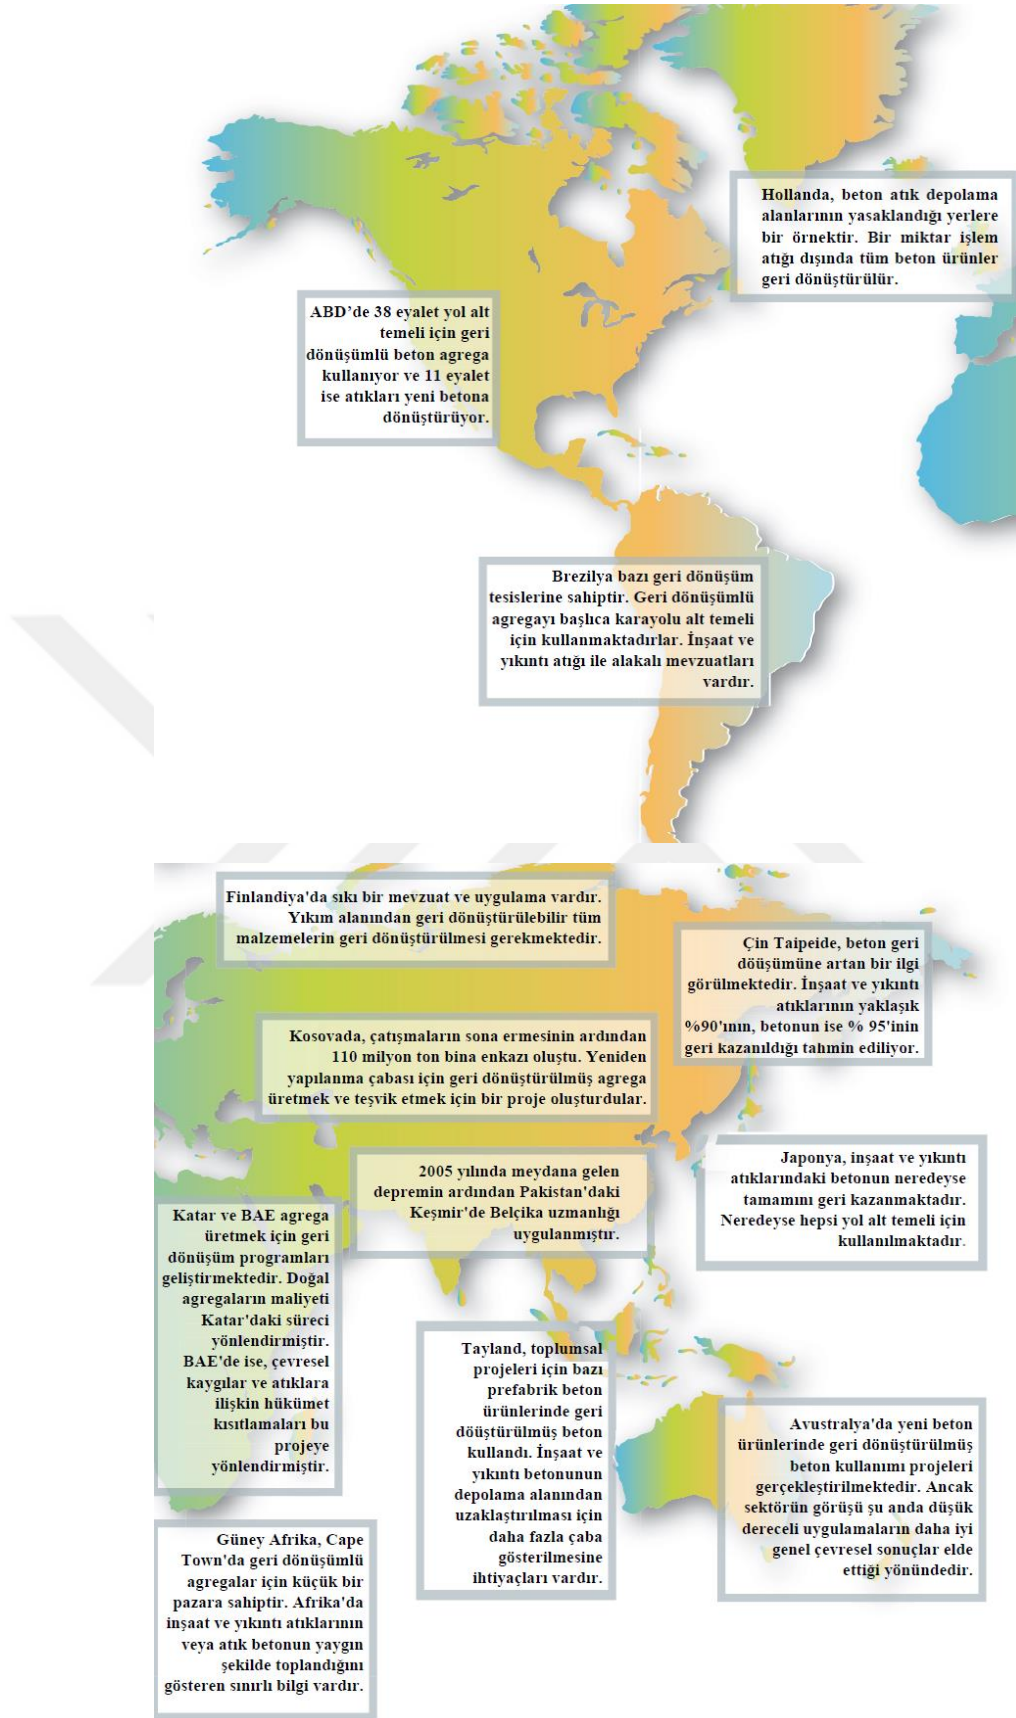 Hollanda, beton atık depolama
alanlarının yasaklandığı yerlere
bir örnektir. Bir miktar işlem
atığı dışında tüm beton ürünler
geri dönüştürülür.
ABD’de 38 eyalet yol alt
temeli için geri
dönüşümlü beton agrega
kullanıyor ve 11 eyalet
ise atıkları yeni betona
dönüştürüyor.
Brezilya bazı geri dönüşüm
tesislerine sahiptir. Geri dönüşümlü
agregayı başlıca karayolu alt temeli
için kullanmaktadırlar. İnşaat ve
yıkıntı atığı ile alakalı mevzuatları
vardır.
Finlandiya'da sıkı bir mevzuat ve uygulama vardır.
Yıkım alanından geri dönüştürülebilir tüm
malzemelerin geri dönüştürülmesi gerekmektedir.
Çin Taipeide, beton geri
döüşümüne artan bir ilgi
görülmektedir. İnşaat ve yıkıntı
atıklarının yaklaşık
%90'ının, betonun ise % 95'inin
geri kazanıldığı tahmin ediliyor.
Kosovada, çatışmaların sona ermesinin ardından
110 milyon ton bina enkazı oluştu. Yeniden
yapılanma çabası için geri dönüştürülmüş agrega
üretmek ve teşvik etmek için bir proje oluşturdular.
2005 yılında meydana gelen
depremin ardından Pakistan'daki
Keşmir'de Belçika uzmanlığı
uygulanmıştır.
Japonya, inşaat ve yıkıntı
atıklarındaki betonun neredeyse
tamamını geri kazanmaktadır.
Neredeyse hepsi yol alt temeli için
kullanılmaktadır.
Katar ve BAE agrega
üretmek için geri
dönüşüm programları
geliştirmektedir. Doğal
agregaların maliyeti
Katar'daki süreci
yönlendirmiştir.
BAE'de ise, çevresel
kaygılar ve atıklara
ilişkin hükümet
kısıtlamaları bu
projeye
yönlendirmiştir.
Tayland, toplumsal
projeleri için bazı
prefabrik beton
ürünlerinde geri
döüştürülmüş beton
kullandı. İnşaat ve
yıkıntı betonunun
depolama alanından
uzaklaştırılması için
daha fazla çaba
gösterilmesine
ihtiyaçları vardır.
Avustralya'da yeni beton
ürünlerinde geri dönüştürülmüş
beton kullanımı projeleri
gerçekleştirilmektedir. Ancak
sektörün görüşü şu anda düşük
dereceli uygulamaların daha iyi
genel çevresel sonuçlar elde
ettiği yönündedir.
Güney Afrika, Cape
Town'da geri dönüşümlü
agregalar için küçük bir
pazara sahiptir. Afrika'da
inşaat ve yıkıntı atıklarının
veya atık betonun yaygın
şekilde toplandığını
gösteren sınırlı bilgi vardır.